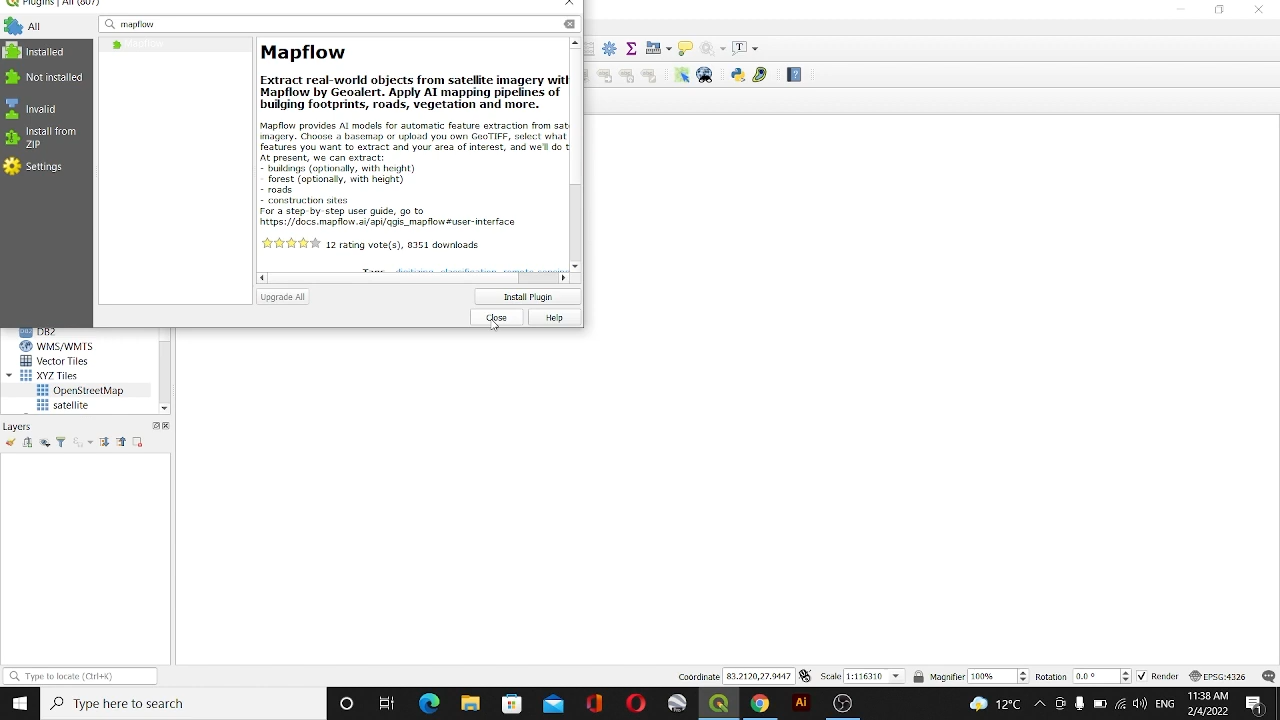 Plugins | All (807)
All
mapflow
Installed
Not installed
Invalid
Install from
ZIP
Settings
Mapflow
Mapflow
Extract real-world objects from satellite imagery with
Mapflow by Geoalert. Apply AI mapping pipelines of
builging footprints, roads, vegetation and more.
Mapflow provides AI models for automatic feature extraction from sat
imagery. Choose a basemap or upload you own GeoTIFF, select what
features you want to extract and your area of interest, and we'll do t
At present, we can extract:
- buildings (optionally, with height)
- forest (optionally, with height)
- roads
- construction sites
For a step-by-step user guide, go to
https://docs.mapflow.ai/api/qgis_mapflow#user-interface
12 rating vote(s), 8351 downloads
Upgrade All
Install Plugin
Close
Help
DB2
WMS/WMTS
Vector Tiles
XYZ Tiles
OpenStreetMap
satellite
Layers
Type to locate (Ctrl+K)
Coordinate 83.2120,27.9447
Scale 1:116310
Magnifier 100%
Rotation 0.0 °
Render
EPSG:4326
Type here to search
Ai
12°C
ENG
11:38 AM
2/4/2022